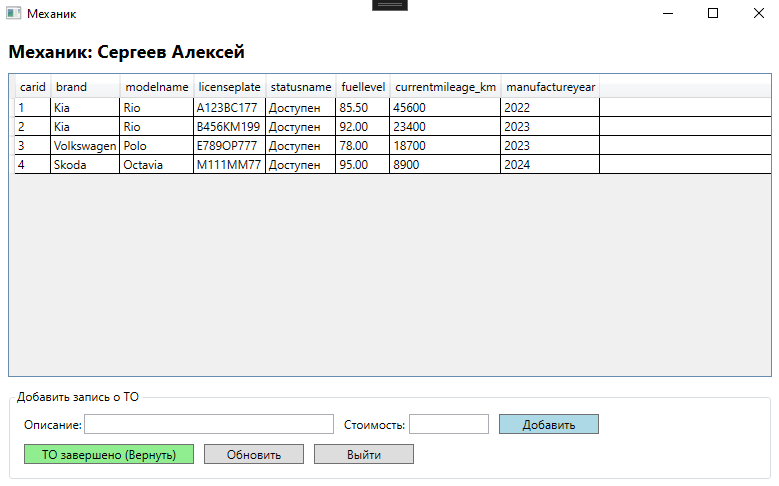 Механик
Механик: Сергеев Алексей
carid brand modelname licenseplate statusname fuellevel currentmileage_km manufactureyear
1 Kia Rio A123BC177 Доступен 85.50 45600 2022
2 Kia Rio B456KM199 Доступен 92.00 23400 2023
3 Volkswagen Polo E789OP777 Доступен 78.00 18700 2023
4 Skoda Octavia M111MM77 Доступен 95.00 8900 2024
Добавить запись о ТО
Описание: Стоимость: Добавить
ТО завершено (Вернуть) Обновить Выйти